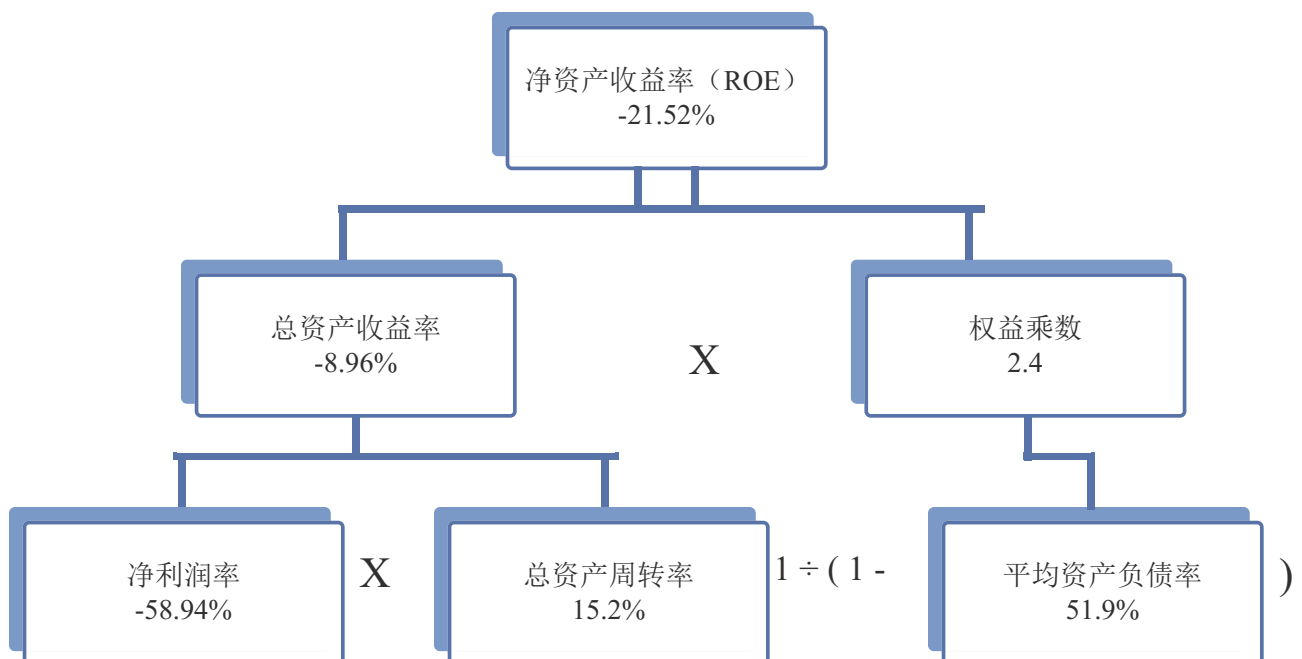 净资产收益率（ROE）
-21.52%
总资产收益率
-8.96%
X
权益乘数
2.4
净利润率
-58.94%
X
总资产周转率
15.2%
1 ÷ ( 1 -
平均资产负债率
51.9%
)